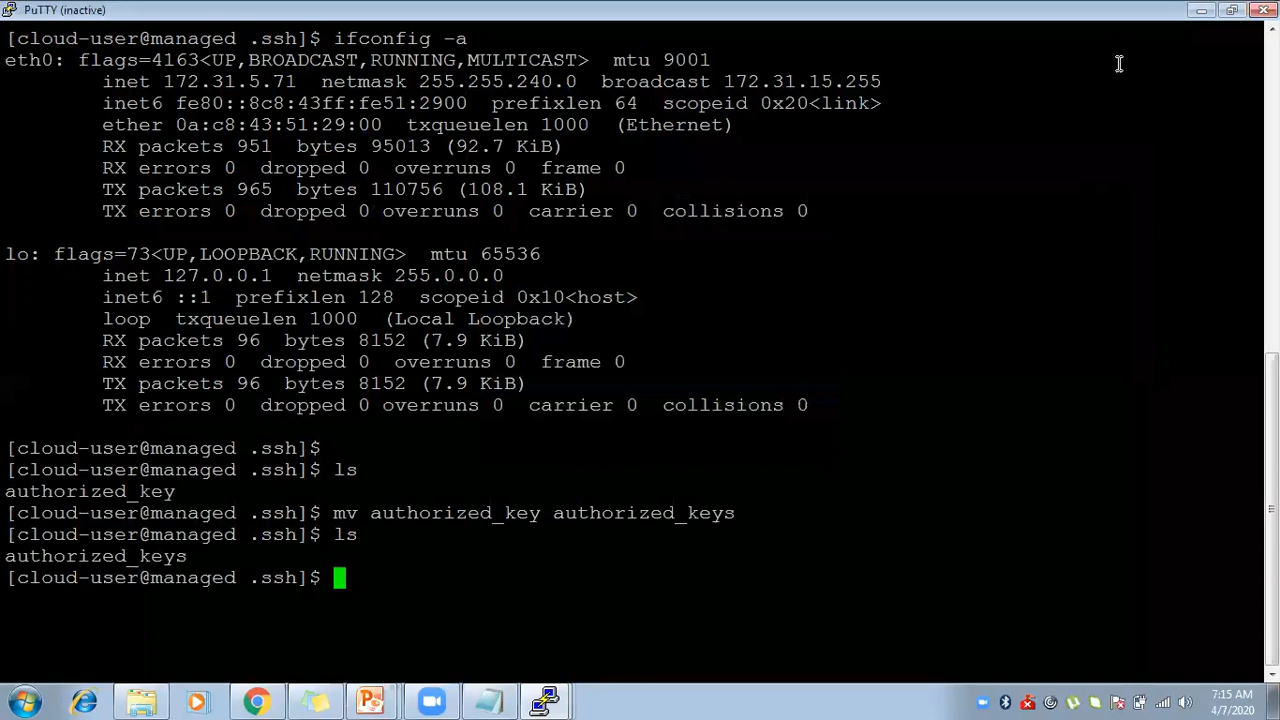 PuTTY (inactive)
[cloud-user@managed .ssh]$ ifconfig -a
eth0: flags=4163<UP,BROADCAST,RUNNING,MULTICAST>  mtu 9001
        inet 172.31.5.71  netmask 255.255.240.0  broadcast 172.31.15.255
        inet6 fe80::8c8:43ff:fe51:2900  prefixlen 64  scopeid 0x20<link>
        ether 0a:c8:43:51:29:00  txqueuelen 1000  (Ethernet)
        RX packets 951  bytes 95013 (92.7 KiB)
        RX errors 0  dropped 0  overruns 0  frame 0
        TX packets 965  bytes 110756 (108.1 KiB)
        TX errors 0  dropped 0 overruns 0  carrier 0  collisions 0
lo: flags=73<UP,LOOPBACK,RUNNING>  mtu 65536
        inet 127.0.0.1  netmask 255.0.0.0
        inet6 ::1  prefixlen 128  scopeid 0x10<host>
        loop  txqueuelen 1000  (Local Loopback)
        RX packets 96  bytes 8152 (7.9 KiB)
        RX errors 0  dropped 0  overruns 0  frame 0
        TX packets 96  bytes 8152 (7.9 KiB)
        TX errors 0  dropped 0 overruns 0  carrier 0  collisions 0
[cloud-user@managed .ssh]$
[cloud-user@managed .ssh]$ ls
authorized_key
[cloud-user@managed .ssh]$ mv authorized_key authorized_keys
[cloud-user@managed .ssh]$ ls
authorized_keys
[cloud-user@managed .ssh]$
7:15 AM
4/7/2020